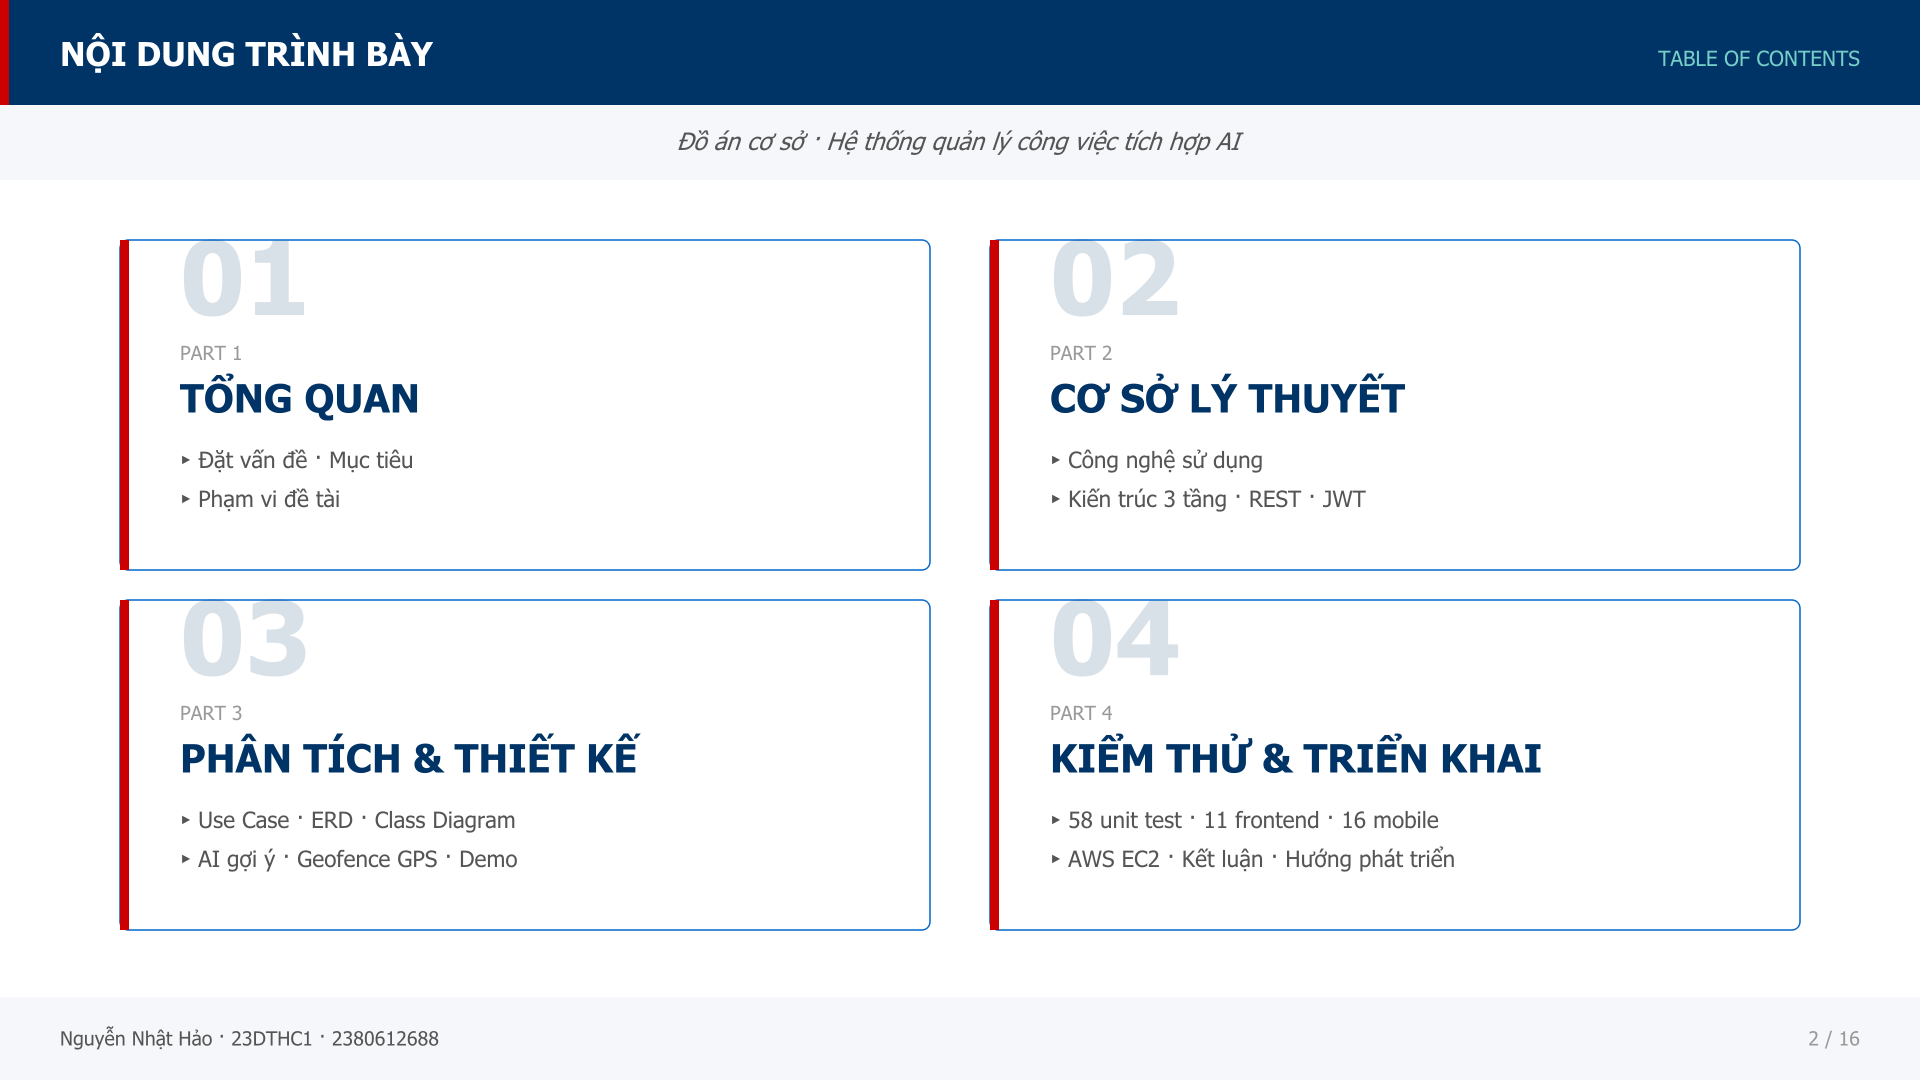 NỘI DUNG TRÌNH BÀY
TABLE OF CONTENTS
Đồ án cơ sở · Hệ thống quản lý công việc tích hợp AI
01
PART 1
TỔNG QUAN
▸ Đặt vấn đề · Mục tiêu
▸ Phạm vi đề tài
02
PART 2
CƠ SỞ LÝ THUYẾT
▸ Công nghệ sử dụng
▸ Kiến trúc 3 tầng · REST · JWT
03
PART 3
PHÂN TÍCH & THIẾT KẾ
▸ Use Case · ERD · Class Diagram
▸ AI gợi ý · Geofence GPS · Demo
04
PART 4
KIỂM THỬ & TRIỂN KHAI
▸ 58 unit test · 11 frontend · 16 mobile
▸ AWS EC2 · Kết luận · Hướng phát triển
Nguyễn Nhật Hảo · 23DTHC1 · 2380612688
2 / 16